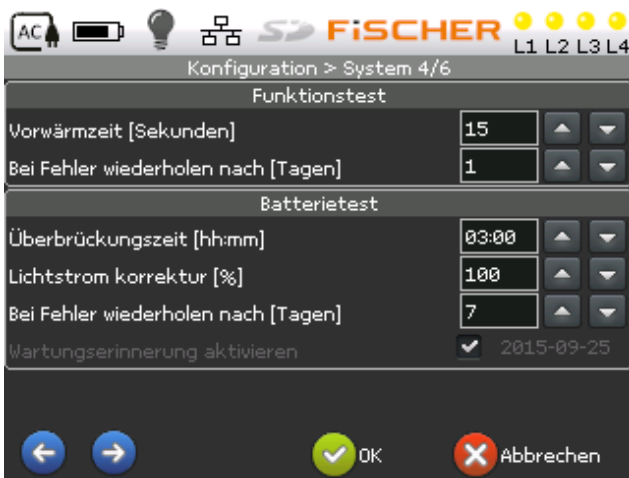 AC
SD FiSCHER
L1 L2 L3 L4
Konfiguration > System 4/6
Funktionstest
Vorwärmzeit [Sekunden] 15
Bei Fehler wiederholen nach [Tagen] 1
Batterietest
Überbrückungszeit [hh:mm] 03:00
Lichtstrom korrektur [%] 100
Bei Fehler wiederholen nach [Tagen] 7
Wartungserinnerung aktivieren 2015-09-25
OK Abbrechen